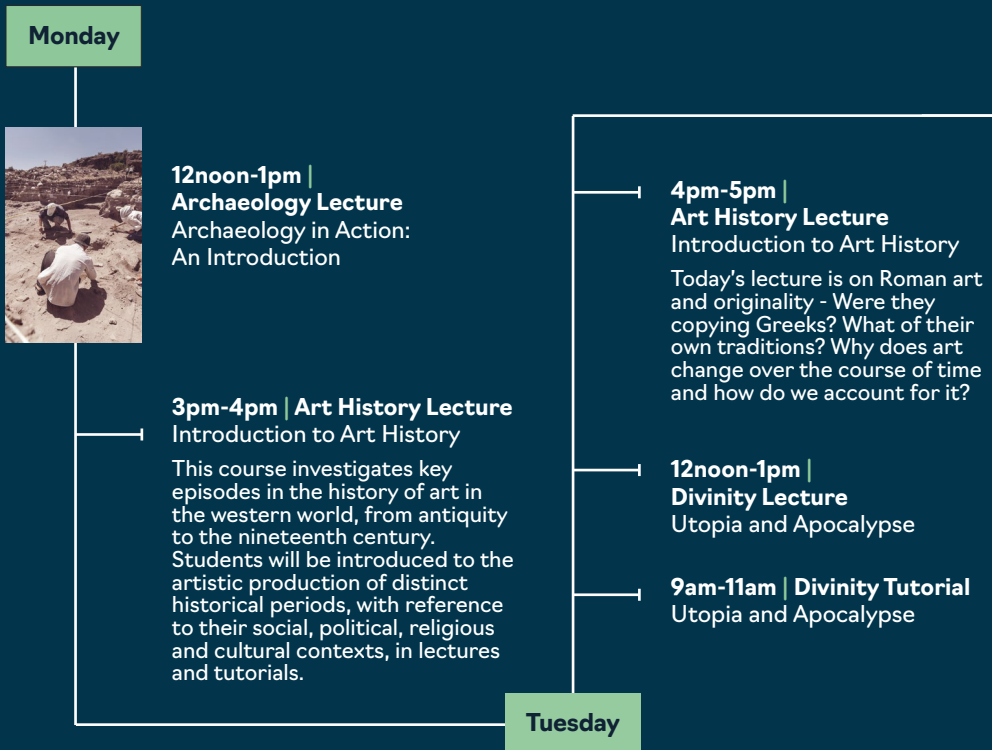 Monday
12noon-1pm |
Archaeology Lecture
Archaeology in Action:
An Introduction
3pm-4pm | Art History Lecture
Introduction to Art History
This course investigates key
episodes in the history of art in
the western world, from antiquity
to the nineteenth century.
Students will be introduced to the
artistic production of distinct
historical periods, with reference
to their social, political, religious
and cultural contexts, in lectures
and tutorials.
Tuesday
9am-11am | Divinity Tutorial
Utopia and Apocalypse
12noon-1pm |
Divinity Lecture
Utopia and Apocalypse
4pm-5pm |
Art History Lecture
Introduction to Art History
Today's lecture is on Roman art
and originality - Were they
copying Greeks? What of their
own traditions? Why does art
change over the course of time
and how do we account for it?